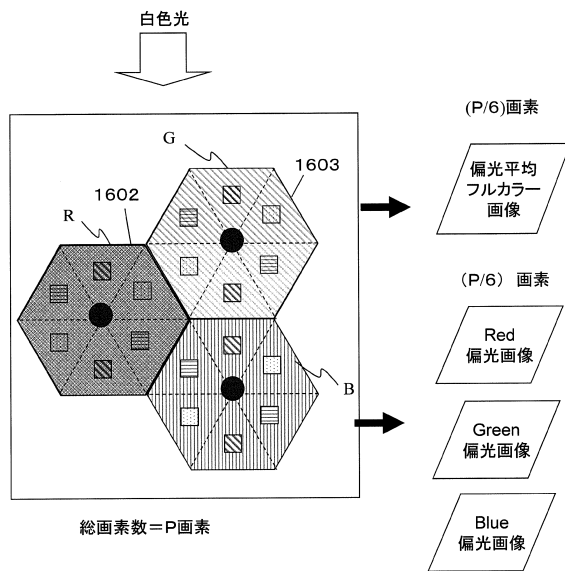 白色光
G
1603
1602
R
B
総画素数=P画素
(P/6)画素
偏光平均
フルカラー
画像
(P/6) 画素
Red
偏光画像
Green
偏光画像
Blue
偏光画像